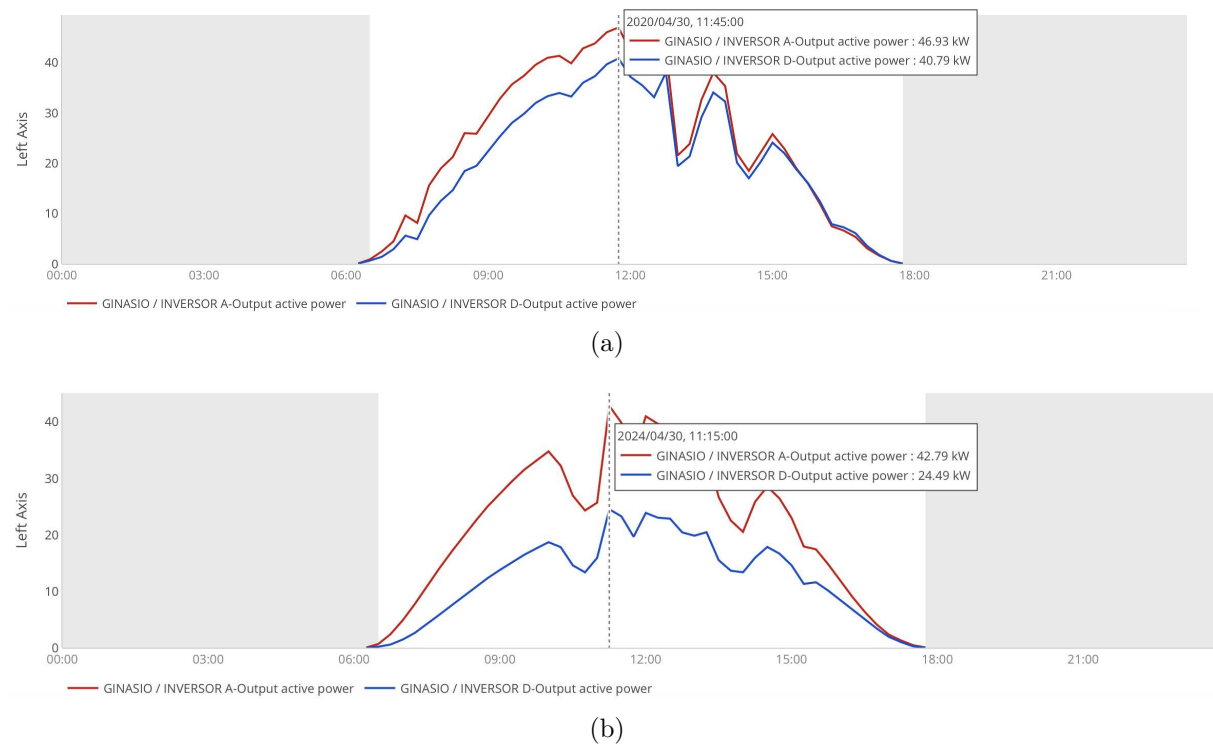 2020/04/30, 11:45:00
GINASIO / INVERSOR A-Output active power : 46.93 kW
GINASIO / INVERSOR D-Output active power : 40.79 kW
Left Axis
40
30
20
10
0
00:00 03:00 06:00 09:00 12:00 15:00 18:00 21:00
GINASIO / INVERSOR A-Output active power GINASIO / INVERSOR D-Output active power
(a)
2024/04/30, 11:15:00
GINASIO / INVERSOR A-Output active power : 42.79 kW
GINASIO / INVERSOR D-Output active power : 24.49 kW
Left Axis
40
30
20
10
0
00:00 03:00 06:00 09:00 12:00 15:00 18:00 21:00
GINASIO / INVERSOR A-Output active power GINASIO / INVERSOR D-Output active power
(b)